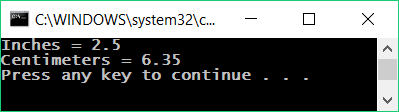 C:\WINDOWS\system32\c...
Inches = 2.5
Centimeters = 6.35
Press any key to continue . . .